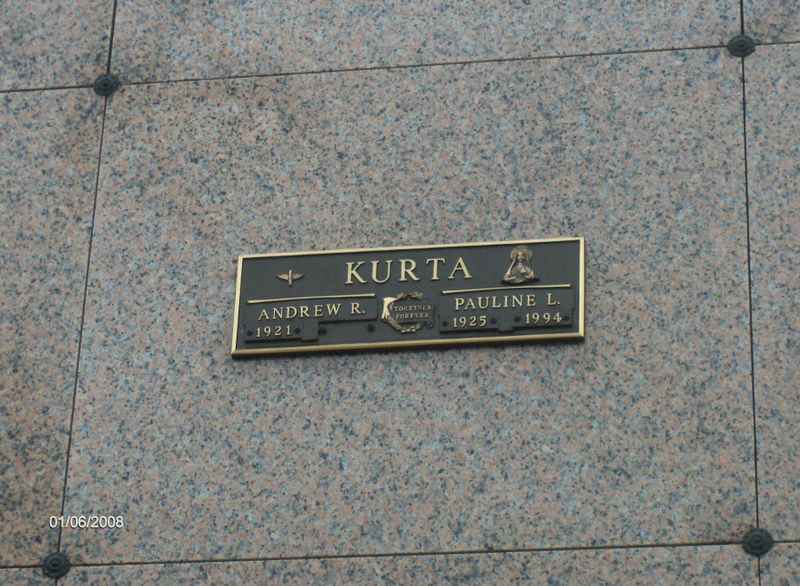 KURTA
ANDREW R.
1921
TOGETHER
FOREVER
PAULINE L.
1925 1994
01/06/2008